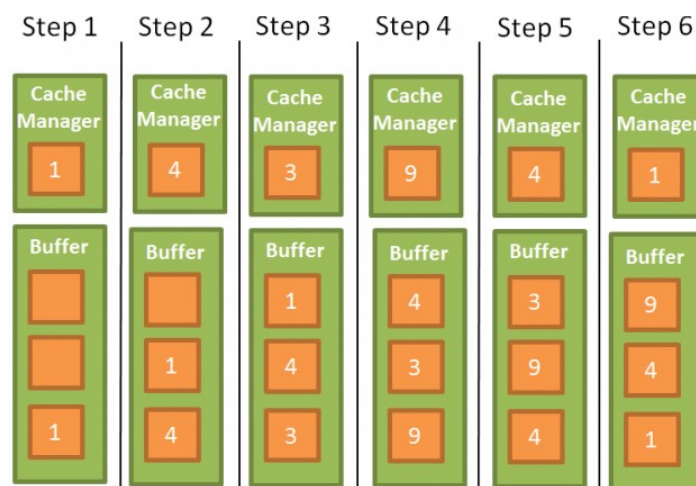 Step 1 Step 2 Step 3 Step 4 Step 5 Step 6
Cache Cache Cache Cache Cache Cache
Manager Manager Manager Manager Manager Manager
1 4 3 9 4 1
Buffer Buffer Buffer Buffer Buffer Buffer
1 4 3 9
1 4 3 9 4
1 4 3 9 4 1